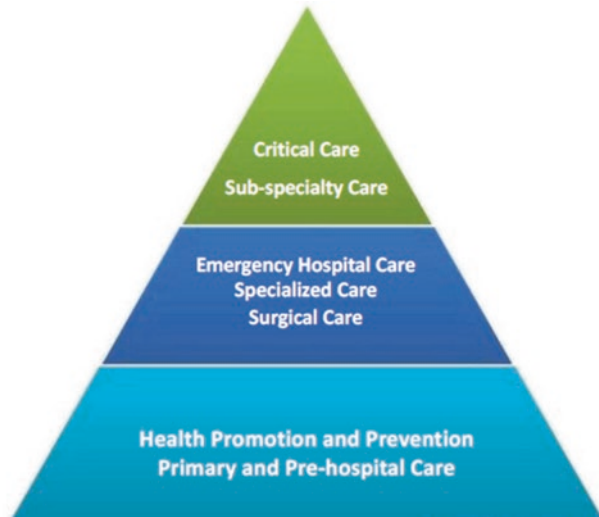 Critical Care
Sub-specialty Care
Emergency Hospital Care
Specialized Care
Surgical Care
Health Promotion and Prevention
Primary and Pre-hospital Care